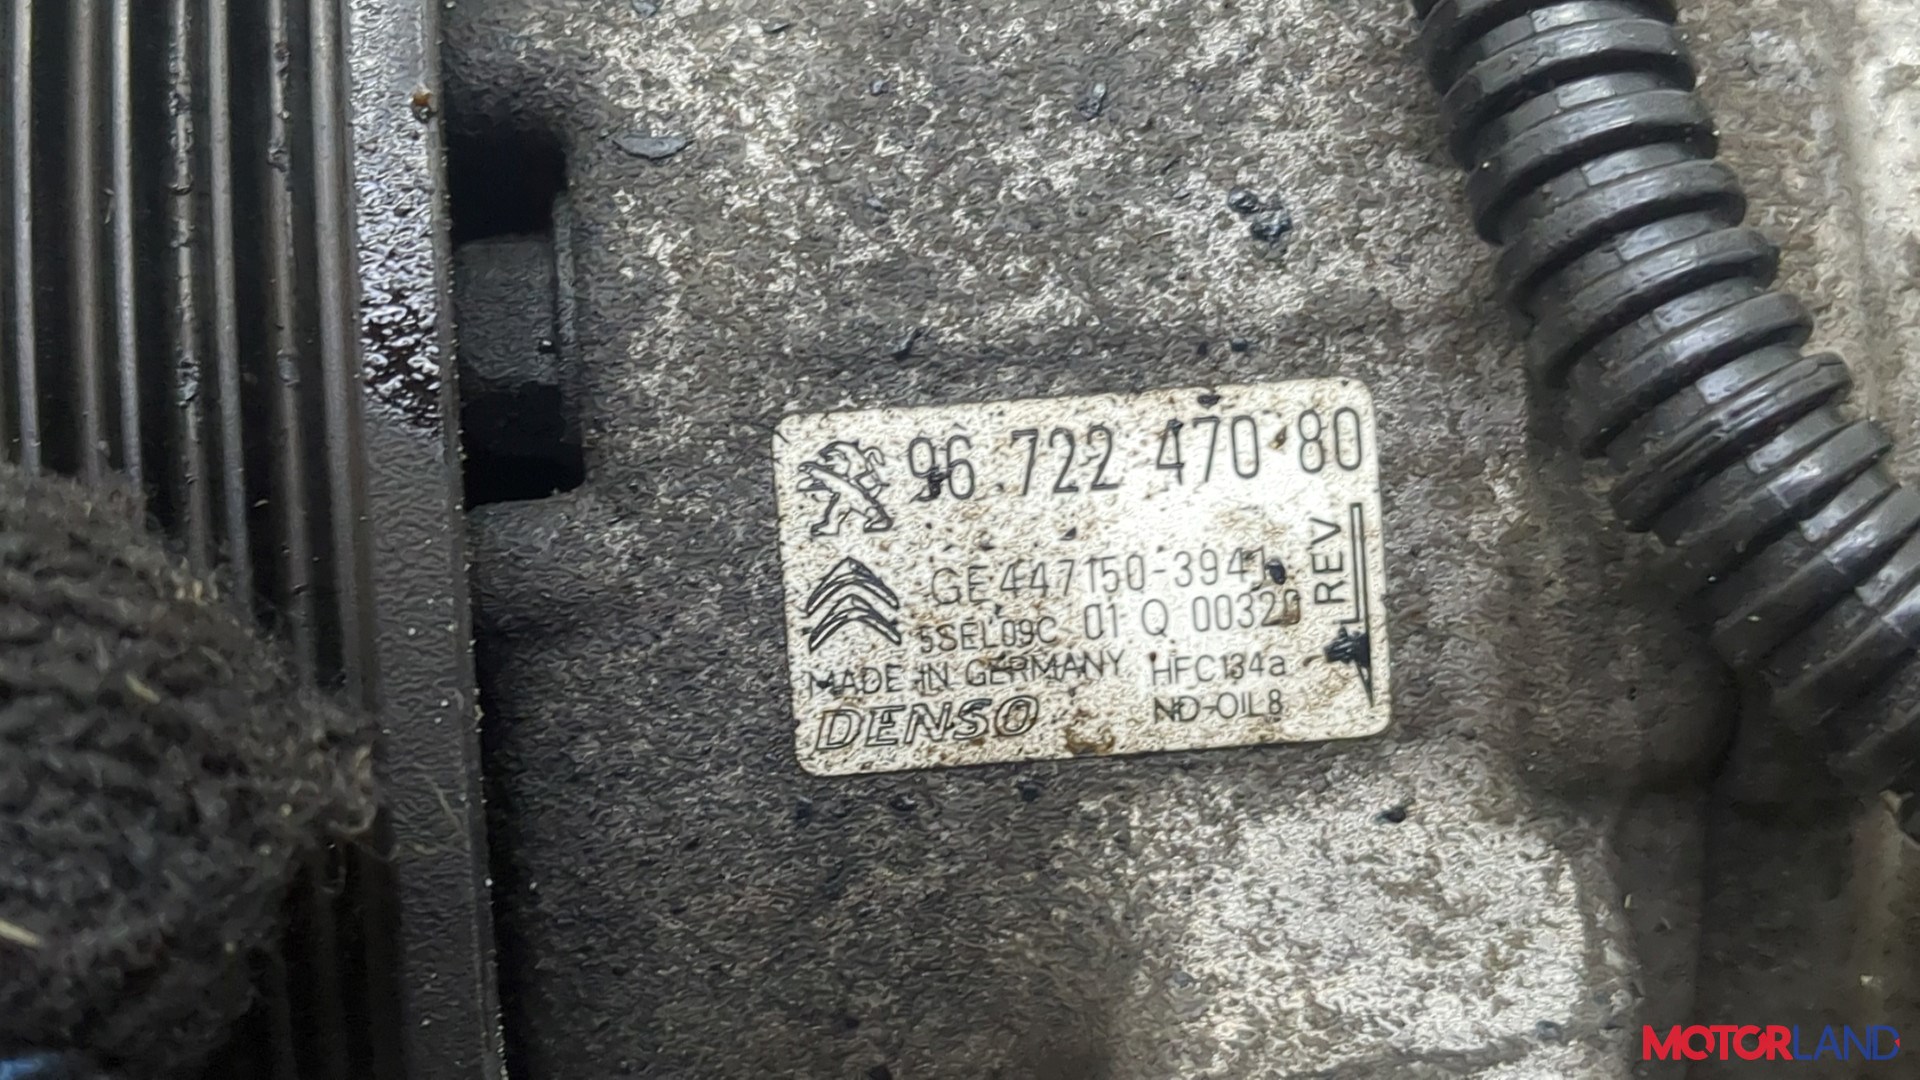 96 722 470 80
GE447150-3941
5SEL09C 01 Q 00320
MADE IN GERMANY HFC134a
DENSO ND-OIL8
REV
MOTORLAND